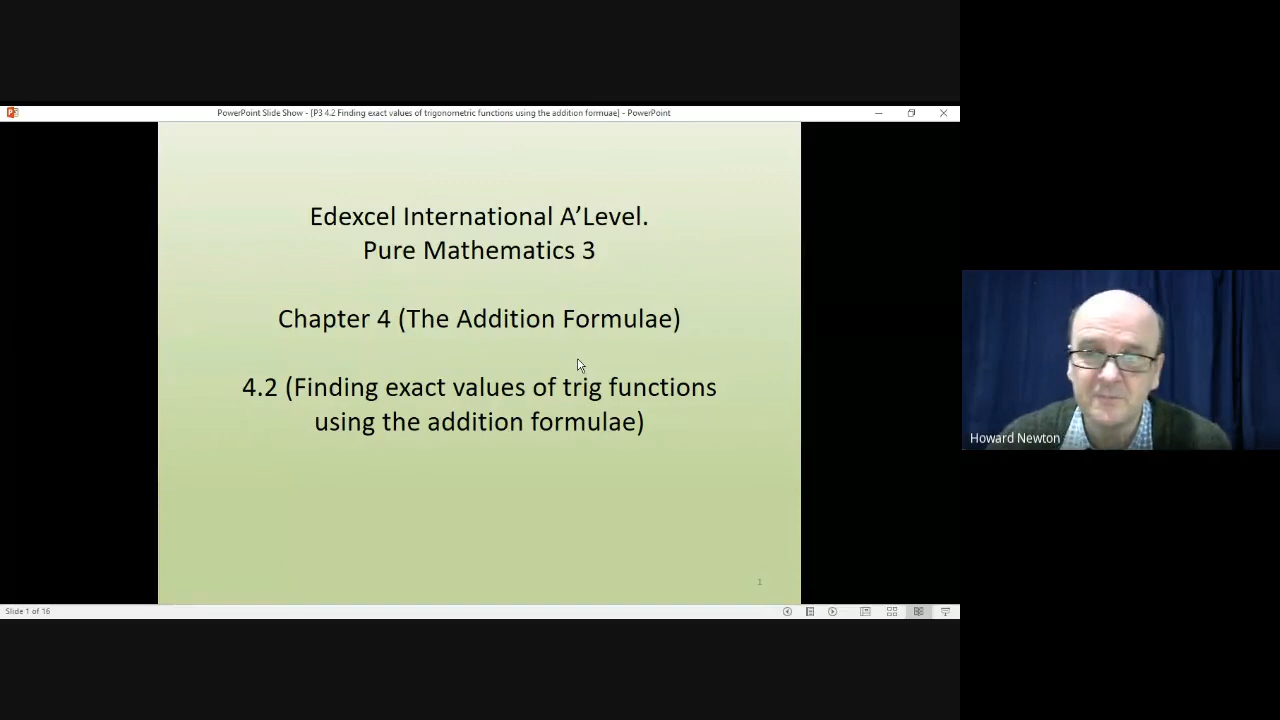 PowerPoint Slide Show - [P3 4.2 Finding exact values of trigonometric functions using the addition formuae] - PowerPoint
Edexcel International A’Level.
Pure Mathematics 3
Chapter 4 (The Addition Formulae)
4.2 (Finding exact values of trig functions
using the addition formulae)
Howard Newton
1
Slide 1 of 16